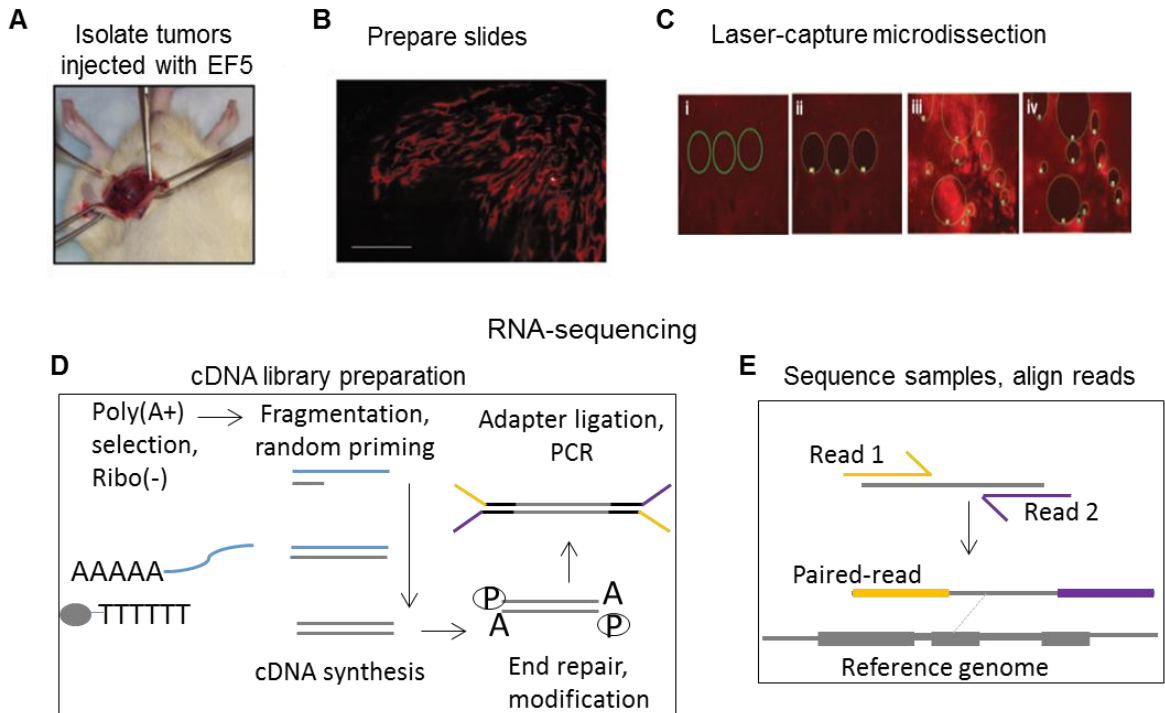 A
Isolate tumors
injected with EF5
B
Prepare slides
C
Laser-capture microdissection
i
ii
iii
iv
RNA-sequencing
D
cDNA library preparation
Poly(A+)
selection,
Ribo(-)
Fragmentation,
random priming
Adapter ligation,
PCR
AAAAA
TTTTTT
cDNA synthesis
P
A
A
P
End repair,
modification
E
Sequence samples, align reads
Read 1
Read 2
Paired-read
Reference genome